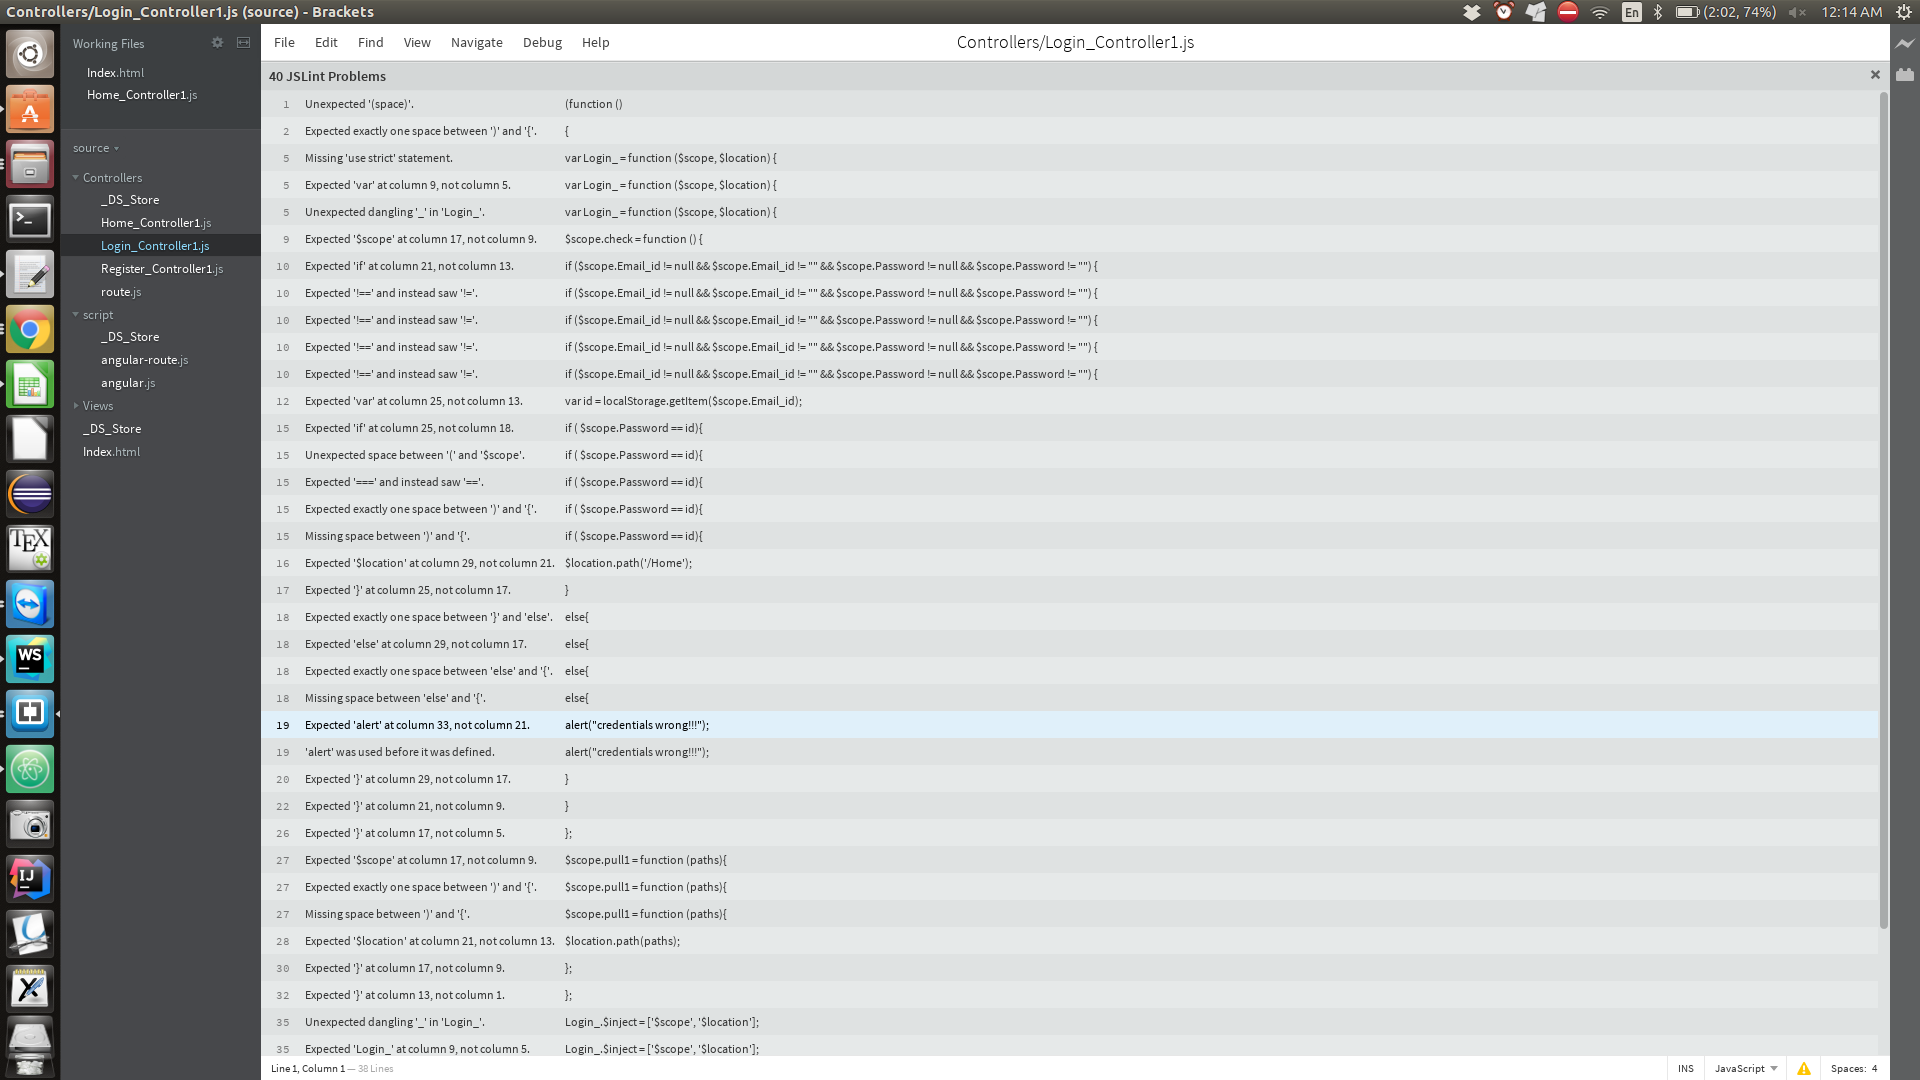 Controllers/Login_Controller1.js (source) - Brackets
En
(2:02, 74%)
12:14 AM
Working Files
Index.html
Home_Controller1.js
source
Controllers
_DS_Store
Home_Controller1.js
Login_Controller1.js
Register_Controller1.js
route.js
script
_DS_Store
angular-route.js
angular.js
Views
_DS_Store
Index.html
TEX
WS
IJ
File Edit Find View Navigate Debug Help
Controllers/Login_Controller1.js
40 JSLint Problems
1 Unexpected '(space)'. (function ()
2 Expected exactly one space between ')' and '{'. {
5 Missing 'use strict' statement. var Login_ = function ($scope, $location) {
5 Expected 'var' at column 9, not column 5. var Login_ = function ($scope, $location) {
5 Unexpected dangling '_' in 'Login_'. var Login_ = function ($scope, $location) {
9 Expected '$scope' at column 17, not column 9. $scope.check = function () {
10 Expected 'if' at column 21, not column 13. if ($scope.Email_id != null && $scope.Email_id != "" && $scope.Password != null && $scope.Password != "") {
10 Expected '!==' and instead saw '!='. if ($scope.Email_id != null && $scope.Email_id != "" && $scope.Password != null && $scope.Password != "") {
10 Expected '!==' and instead saw '!='. if ($scope.Email_id != null && $scope.Email_id != "" && $scope.Password != null && $scope.Password != "") {
10 Expected '!==' and instead saw '!='. if ($scope.Email_id != null && $scope.Email_id != "" && $scope.Password != null && $scope.Password != "") {
10 Expected '!==' and instead saw '!='. if ($scope.Email_id != null && $scope.Email_id != "" && $scope.Password != null && $scope.Password != "") {
12 Expected 'var' at column 25, not column 13. var id = localStorage.getItem($scope.Email_id);
15 Expected 'if' at column 25, not column 18. if ( $scope.Password == id){
15 Unexpected space between '(' and '$scope'. if ( $scope.Password == id){
15 Expected '===' and instead saw '=='. if ( $scope.Password == id){
15 Expected exactly one space between ')' and '{'. if ( $scope.Password == id){
15 Missing space between ')' and '{'. if ( $scope.Password == id){
16 Expected '$location' at column 29, not column 21. $location.path('/Home');
17 Expected '}' at column 25, not column 17. }
18 Expected exactly one space between '}' and 'else'. else{
18 Expected 'else' at column 29, not column 17. else{
18 Expected exactly one space between 'else' and '{'. else{
18 Missing space between 'else' and '{'. else{
19 Expected 'alert' at column 33, not column 21. alert("credentials wrong!!!");
19 'alert' was used before it was defined. alert("credentials wrong!!!");
20 Expected '}' at column 29, not column 17. }
22 Expected '}' at column 21, not column 9. }
26 Expected '}' at column 17, not column 5. };
27 Expected '$scope' at column 17, not column 9. $scope.pull1 = function (paths){
27 Expected exactly one space between ')' and '{'. $scope.pull1 = function (paths){
27 Missing space between ')' and '{'. $scope.pull1 = function (paths){
28 Expected '$location' at column 21, not column 13. $location.path(paths);
30 Expected '}' at column 17, not column 9. };
32 Expected '}' at column 13, not column 1. };
35 Unexpected dangling '_' in 'Login_'. Login_.$inject = ['$scope', '$location'];
35 Expected 'Login_' at column 9, not column 5. Login_.$inject = ['$scope', '$location'];
Line 1, Column 1 — 38 Lines
INS JavaScript Spaces: 4